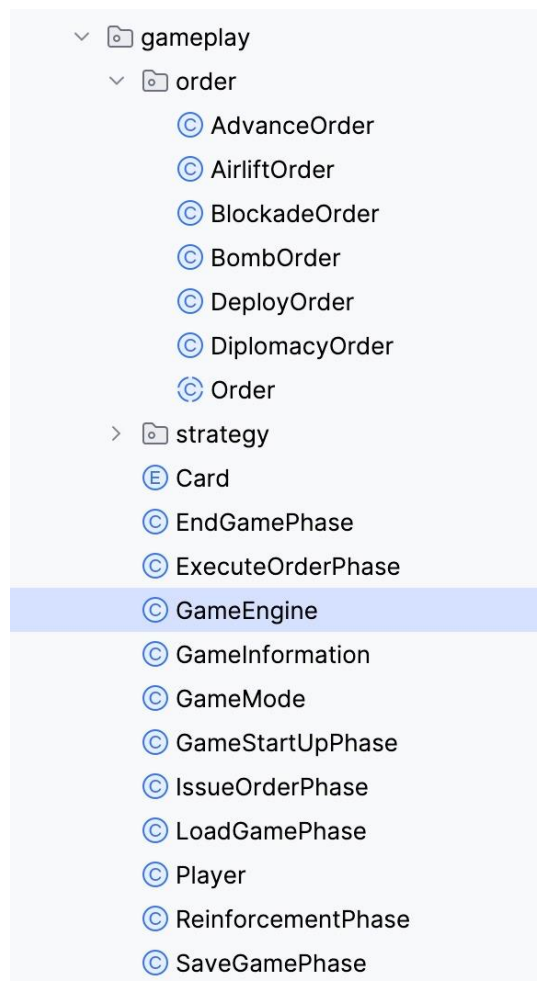 gameplay
order
C AdvanceOrder
C AirliftOrder
C BlockadeOrder
C BombOrder
C DeployOrder
C DiplomacyOrder
C Order
strategy
E Card
C EndGamePhase
C ExecuteOrderPhase
C GameEngine
C GameInformation
C GameMode
C GameStartUpPhase
C IssueOrderPhase
C LoadGamePhase
C Player
C ReinforcementPhase
C SaveGamePhase